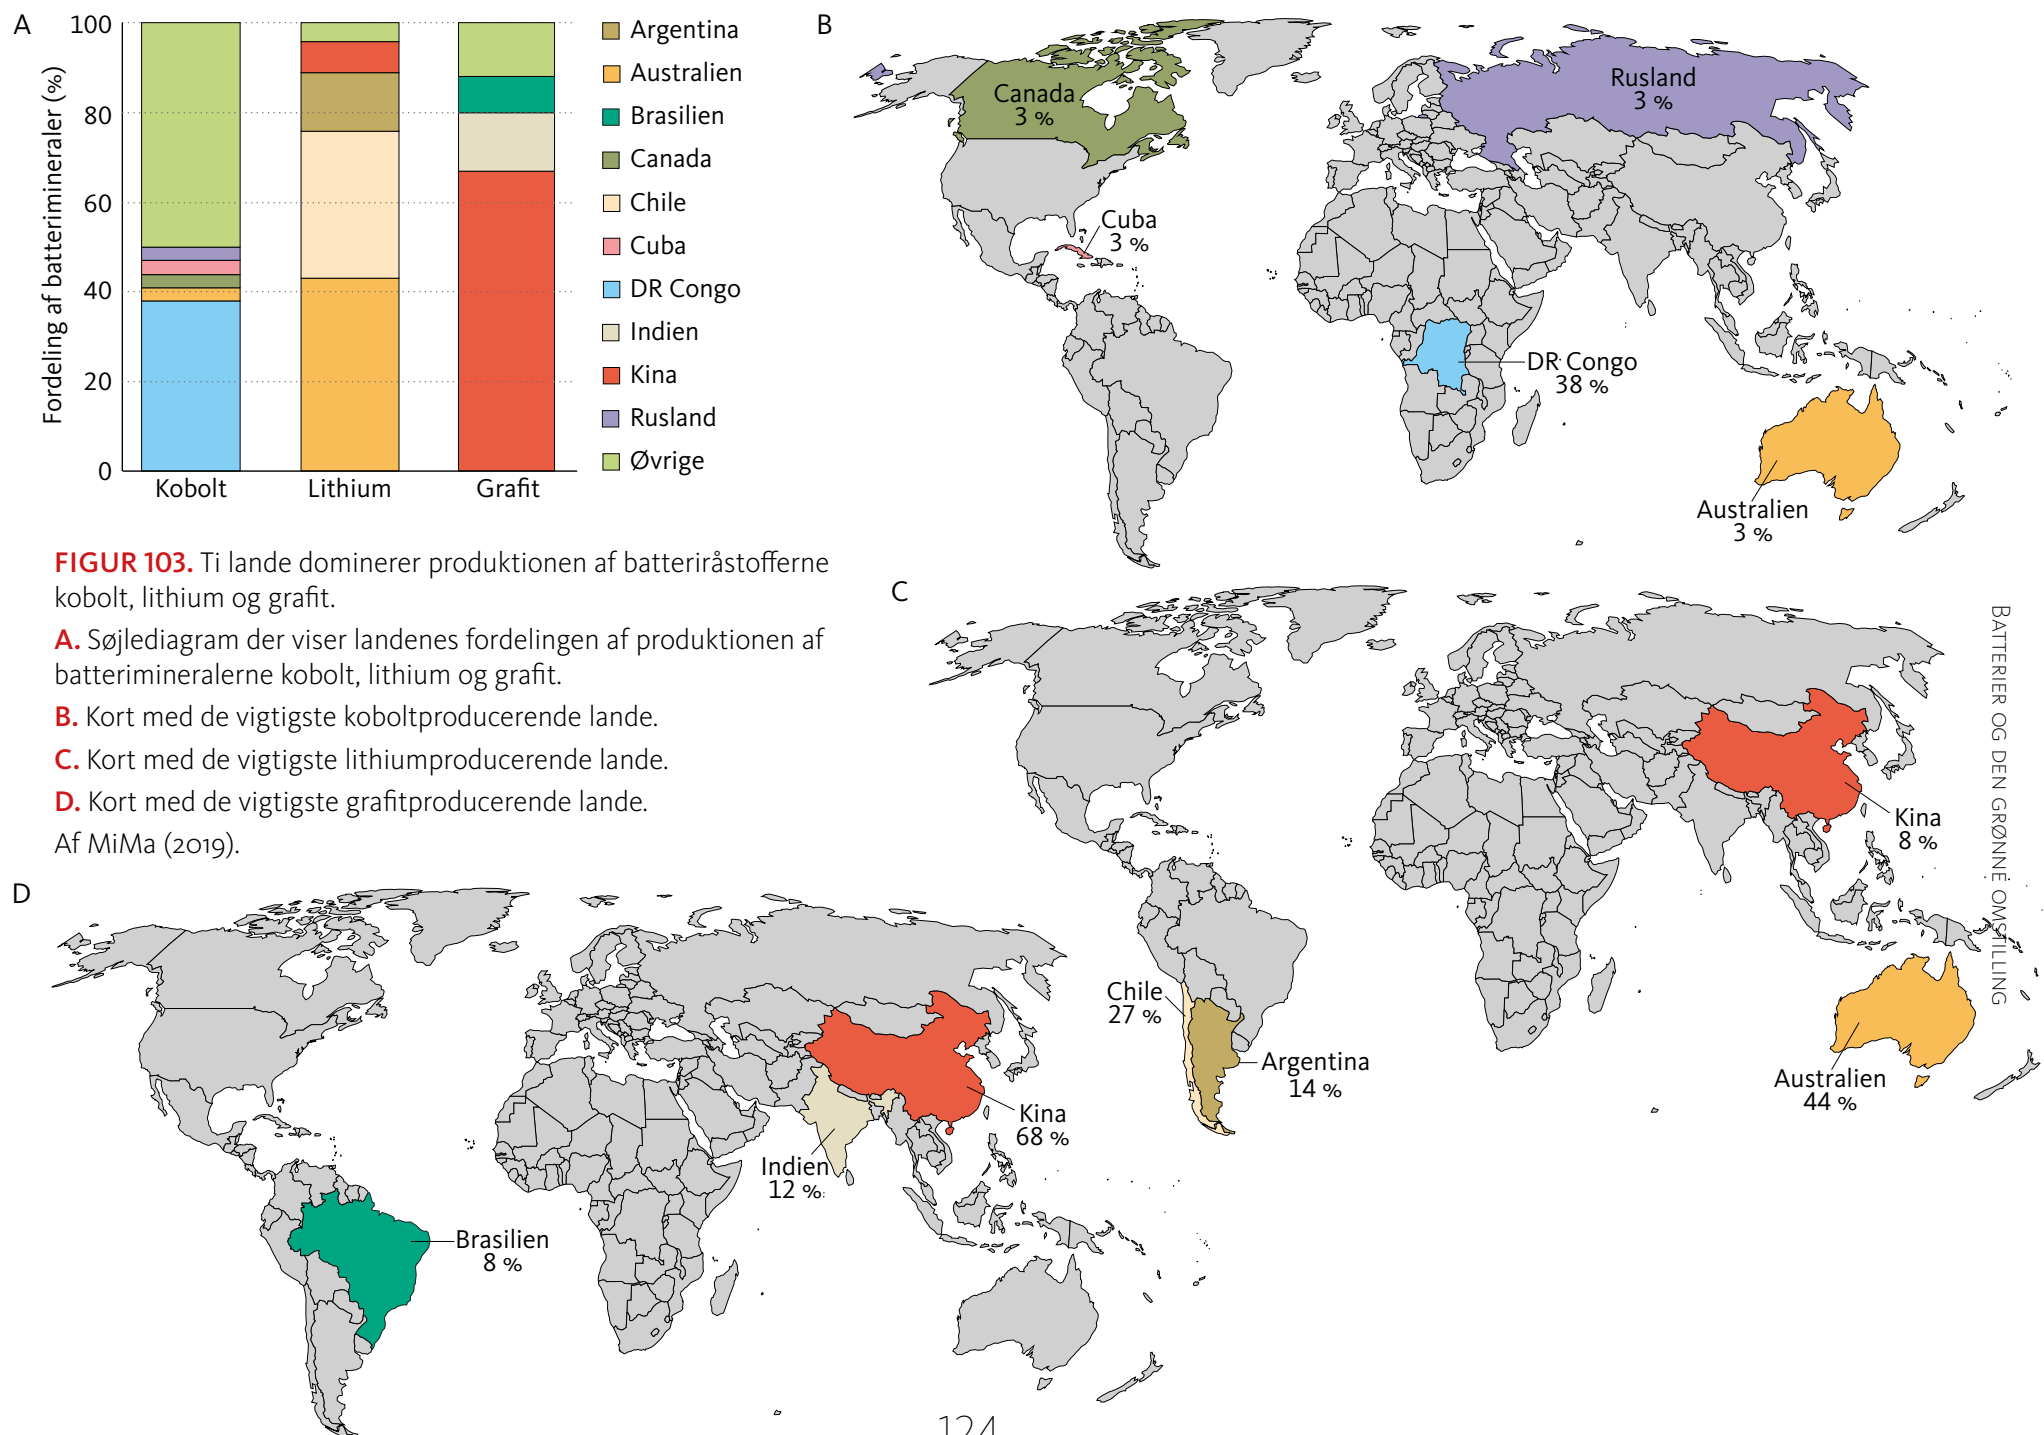 A
Fordeling af batterimineraler (%)
100
80
60
40
20
0
Kobolt
Lithium
Grafit
Argentina
Australien
Brasilien
Canada
Chile
Cuba
DR Congo
Indien
Kina
Rusland
Øvrige
B
Canada
3 %
Rusland
3 %
Cuba
3 %
DR Congo
38 %
Australien
3 %
FIGUR 103. Ti lande dominerer produktionen af batteriråstofferne
kobolt, lithium og grafit.
A. Søjlediagram der viser landenes fordelingen af produktionen af
batterimineralerne kobolt, lithium og grafit.
B. Kort med de vigtigste koboltproducerende lande.
C. Kort med de vigtigste lithiumproducerende lande.
D. Kort med de vigtigste grafitproducerende lande.
Af MiMa (2019).
C
Kina
8 %
Chile
27 %
Argentina
14 %
Australien
44 %
D
Kina
68 %
Indien
12 %
Brasilien
8 %
BATTERIER OG DEN GRØNNE OMSTILLING
124